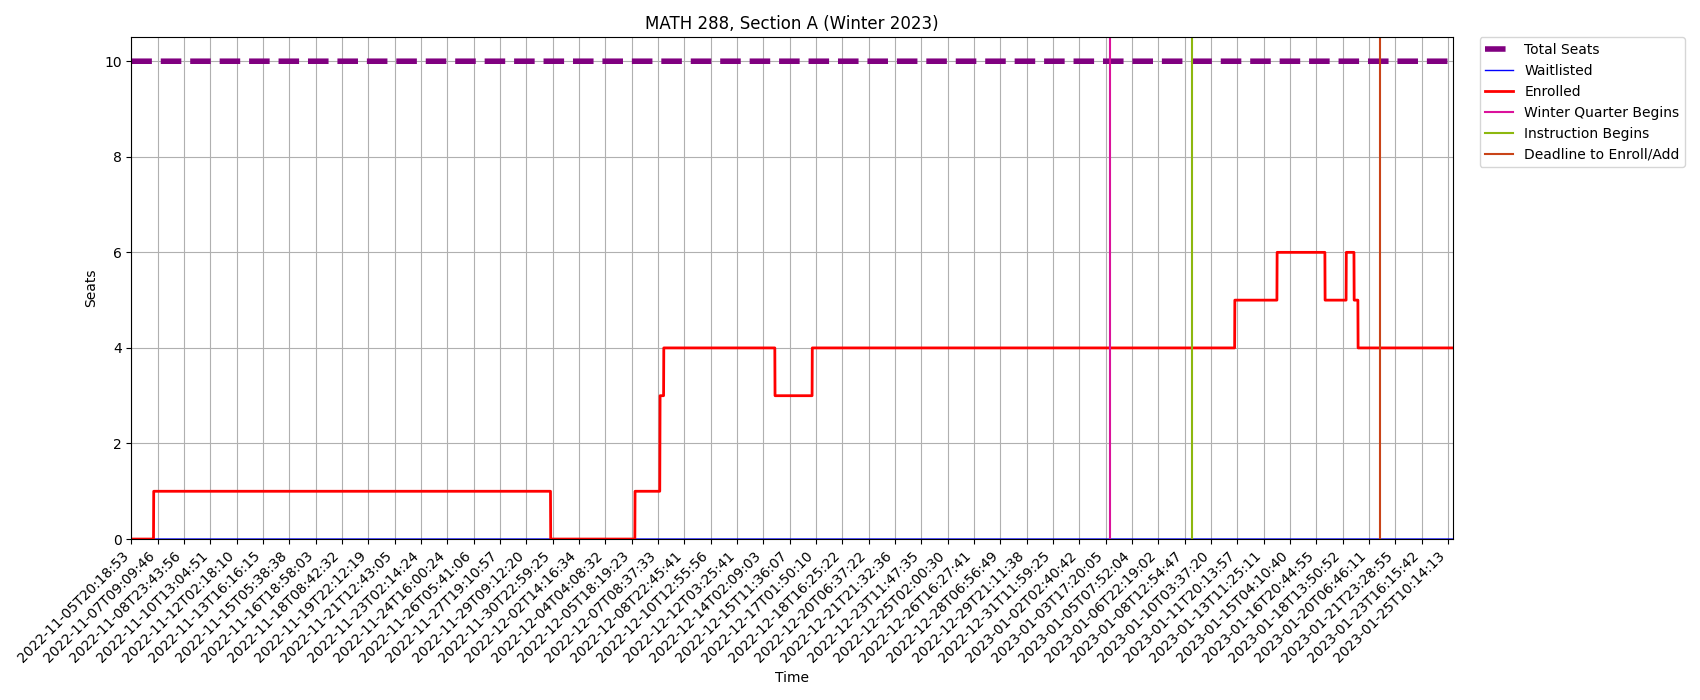 MATH 288, Section A (Winter 2023)
Total Seats
Waitlisted
Enrolled
Winter Quarter Begins
Instruction Begins
Deadline to Enroll/Add
Seats
10
8
6
4
2
0
2022-11-05T20:18:53
2022-11-07T09:09:46
2022-11-08T23:43:56
2022-11-10T13:04:51
2022-11-12T02:18:10
2022-11-13T16:16:15
2022-11-15T05:38:38
2022-11-16T18:58:03
2022-11-18T08:42:32
2022-11-19T22:12:19
2022-11-21T12:43:05
2022-11-23T02:14:24
2022-11-24T16:00:24
2022-11-26T05:41:06
2022-11-27T19:10:57
2022-11-29T09:12:20
2022-11-30T22:59:25
2022-12-02T14:16:34
2022-12-04T04:08:32
2022-12-05T18:19:23
2022-12-07T08:37:33
2022-12-08T22:45:41
2022-12-10T12:55:56
2022-12-12T03:25:41
2022-12-14T02:09:03
2022-12-15T11:36:07
2022-12-17T01:50:10
2022-12-18T16:25:22
2022-12-20T06:37:22
2022-12-21T21:32:36
2022-12-23T11:47:35
2022-12-25T02:00:30
2022-12-26T16:27:41
2022-12-28T06:56:49
2022-12-29T21:11:38
2022-12-31T11:59:25
2023-01-02T02:40:42
2023-01-03T17:20:05
2023-01-05T07:52:04
2023-01-06T22:19:02
2023-01-08T12:54:47
2023-01-10T03:37:20
2023-01-11T20:13:57
2023-01-13T11:25:11
2023-01-15T04:10:40
2023-01-16T20:44:55
2023-01-18T13:50:52
2023-01-20T06:46:11
2023-01-21T23:28:55
2023-01-23T16:15:42
2023-01-25T10:14:13
Time